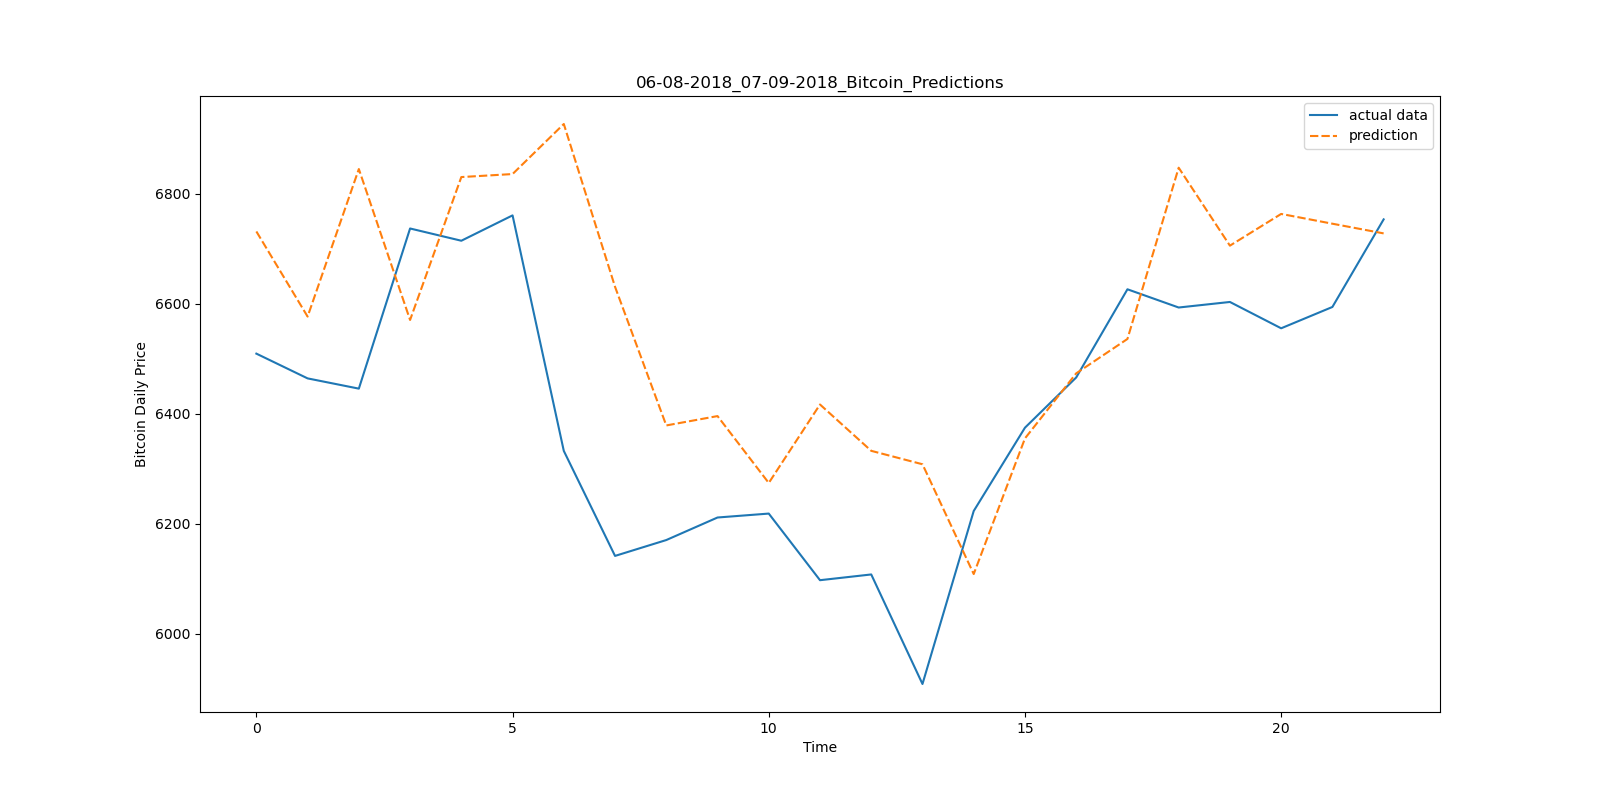 06-08-2018_07-09-2018_Bitcoin_Predictions
actual data
prediction
6800
6600
6400
6200
6000
Bitcoin Daily Price
0 5 10 15 20
Time